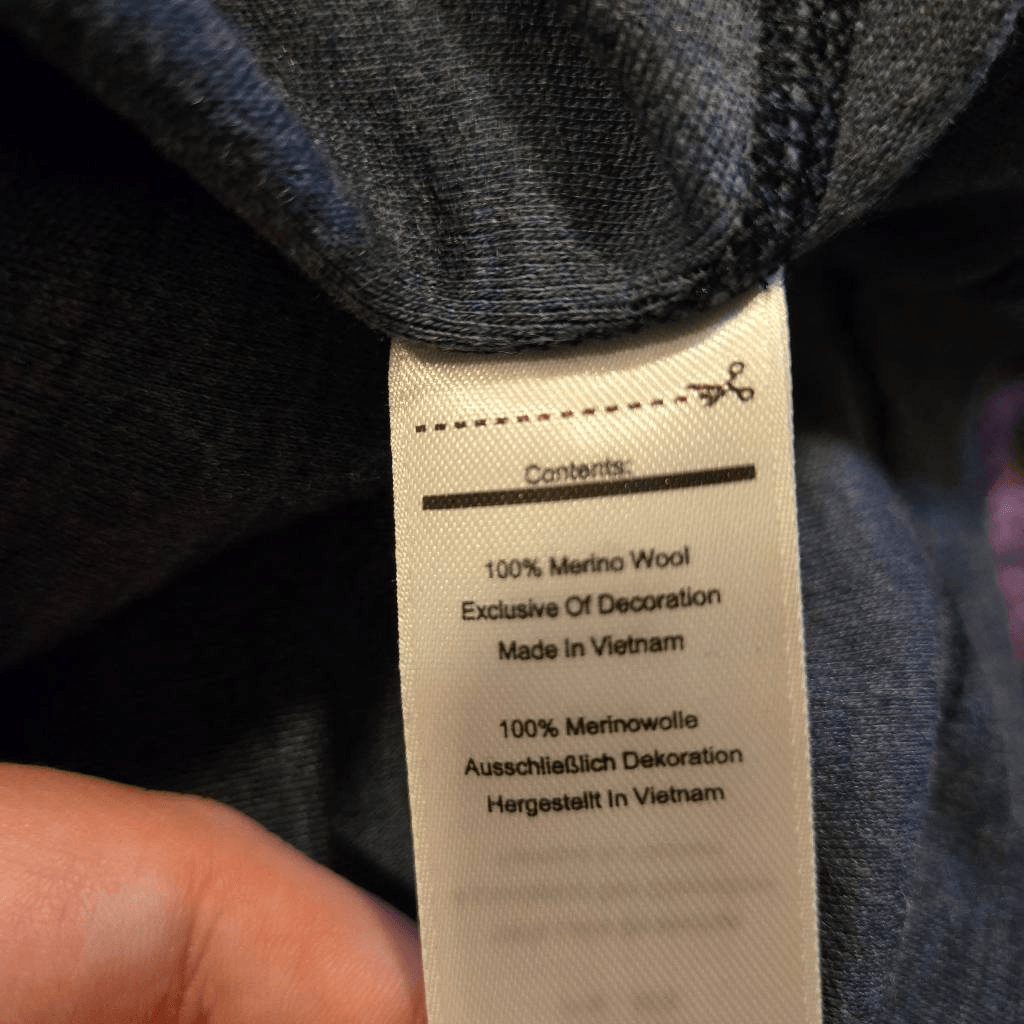 Contents:
100% Merino Wool
Exclusive Of Decoration
Made In Vietnam
100% Merinowolle
Ausschließlich Dekoration
Hergestellt In Vietnam